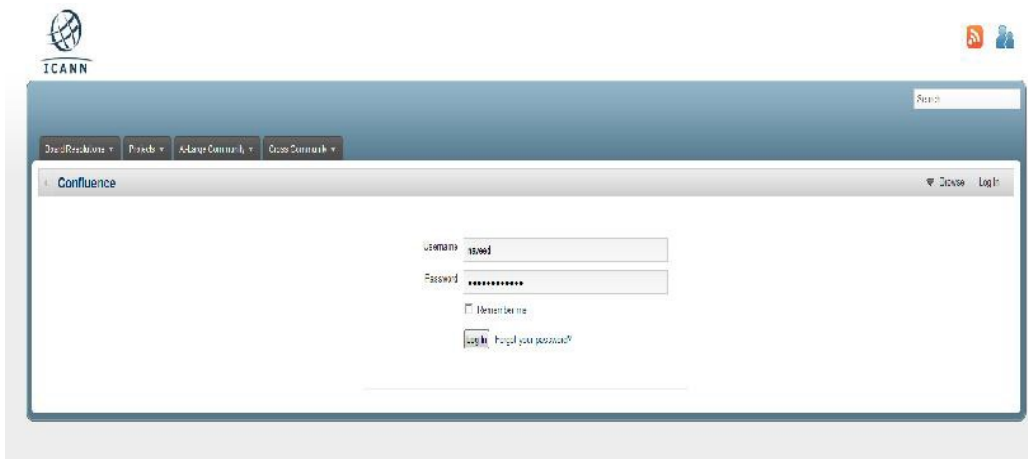 ICANN
Search
Board Resolutions Projects At-Large Community Cross Community
Confluence
Browse Log In
Username naveed
Password ••••••••••••
Remember me
Log In Forgot your password?